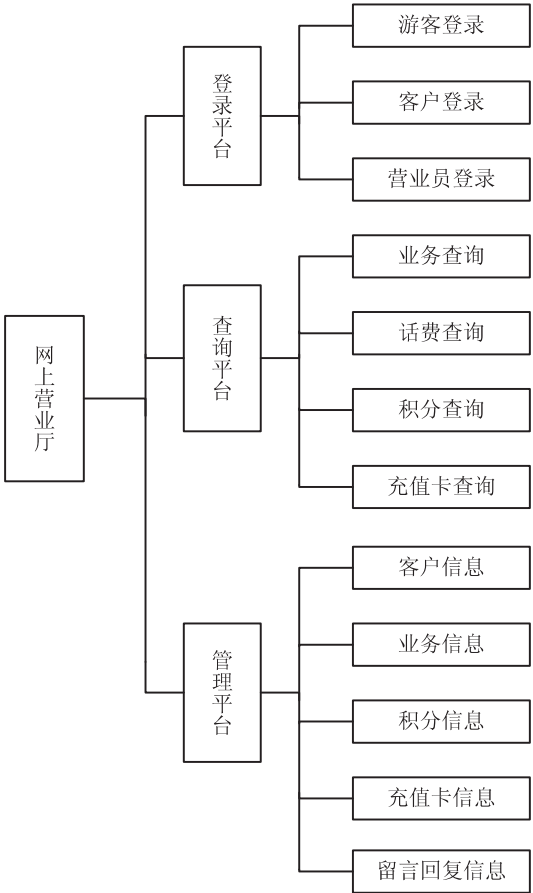 网上营业厅
登录平台
游客登录
客户登录
营业员登录
查询平台
业务查询
话费查询
积分查询
充值卡查询
管理平台
客户信息
业务信息
积分信息
充值卡信息
留言回复信息